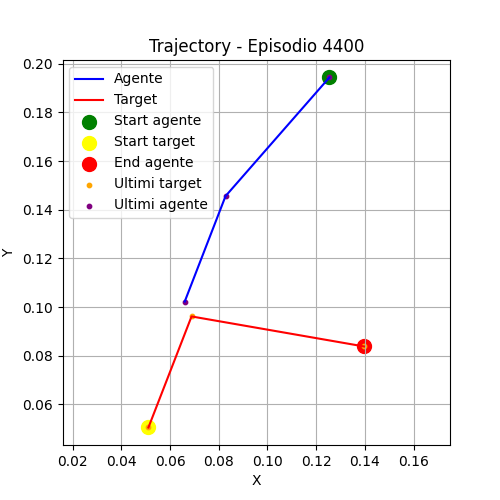 Trajectory - Episodio 4400
Agente
Target
Start agente
Start target
End agente
Ultimi target
Ultimi agente
0.20
0.18
0.16
0.14
0.12
0.10
0.08
0.06
Y
0.02 0.04 0.06 0.08 0.10 0.12 0.14 0.16
X